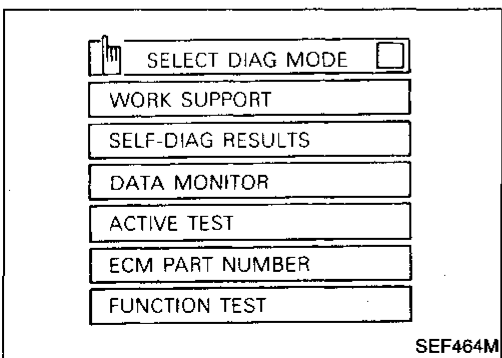 SELECT DIAG MODE
WORK SUPPORT
SELF-DIAG RESULTS
DATA MONITOR
ACTIVE TEST
ECM PART NUMBER
FUNCTION TEST
SEF464M